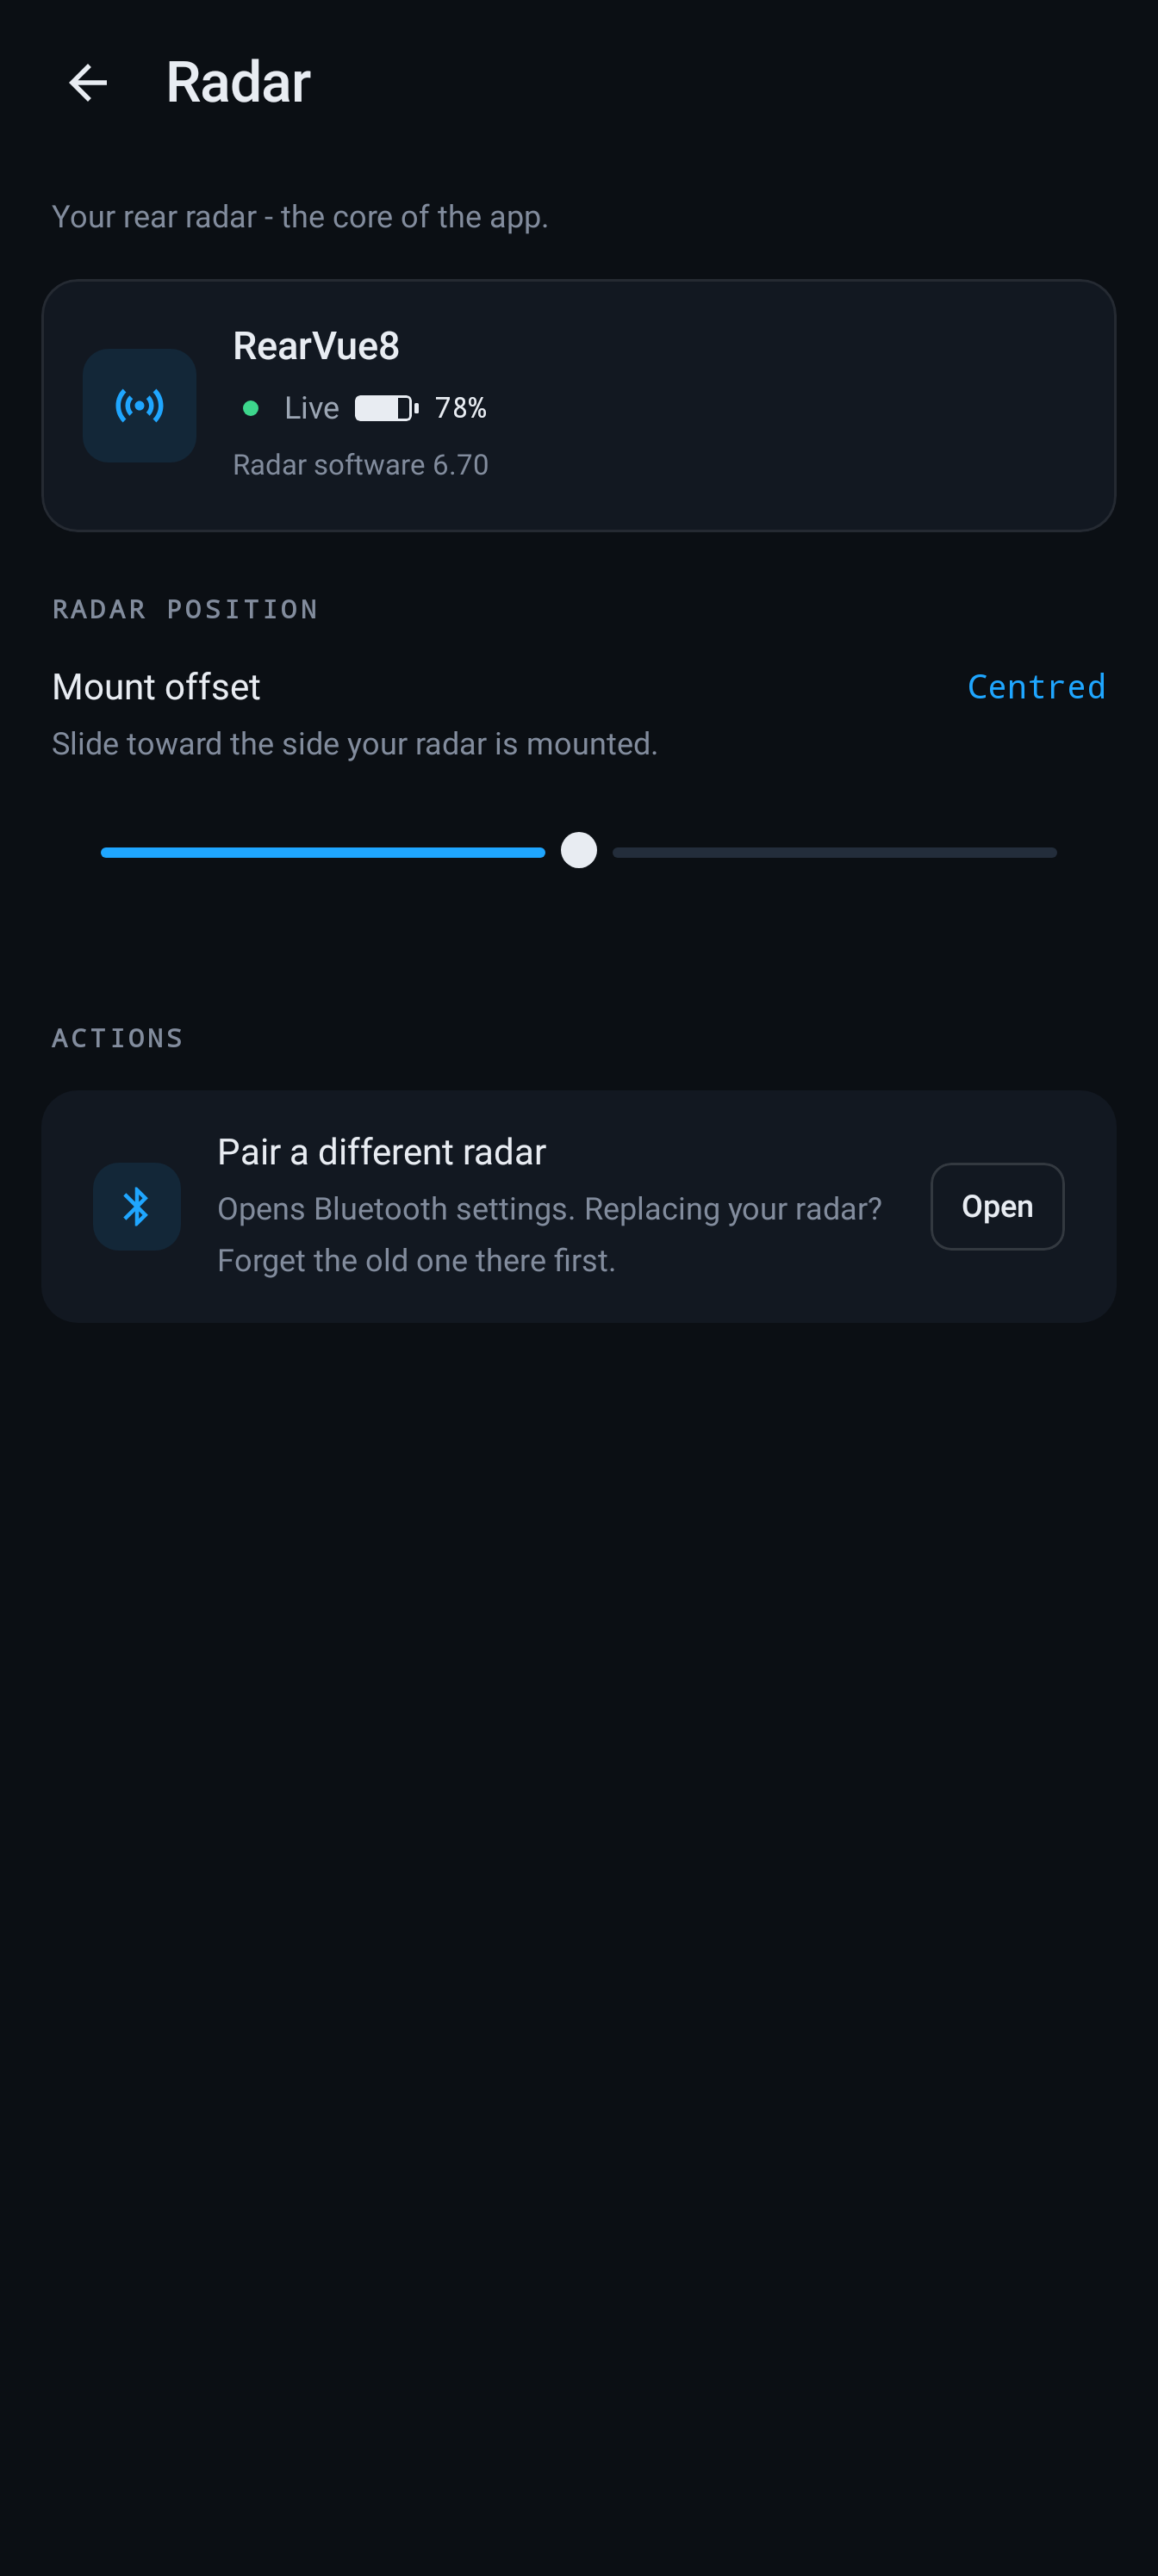 Radar
Your rear radar - the core of the app.
RearVue8
Live 78%
Radar software 6.70
RADAR POSITION
Mount offset
Centred
Slide toward the side your radar is mounted.
ACTIONS
Pair a different radar
Opens Bluetooth settings. Replacing your radar?
Forget the old one there first.
Open